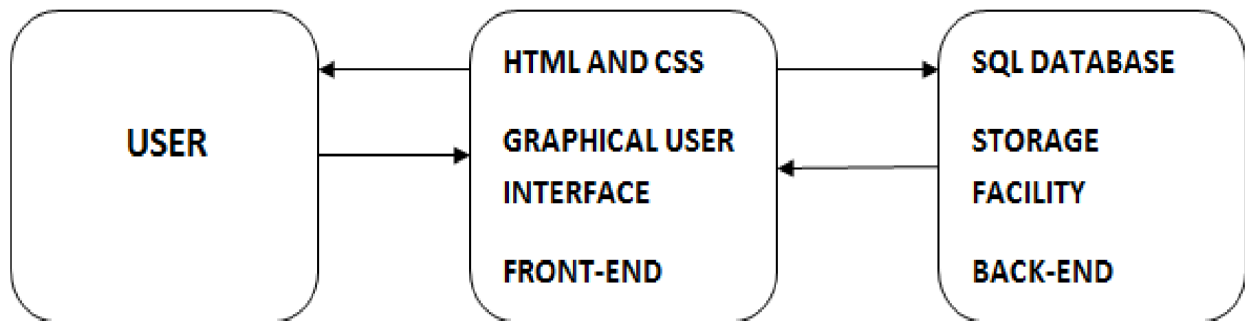 USER
HTML AND CSS
GRAPHICAL USER
INTERFACE
FRONT-END
SQL DATABASE
STORAGE
FACILITY
BACK-END